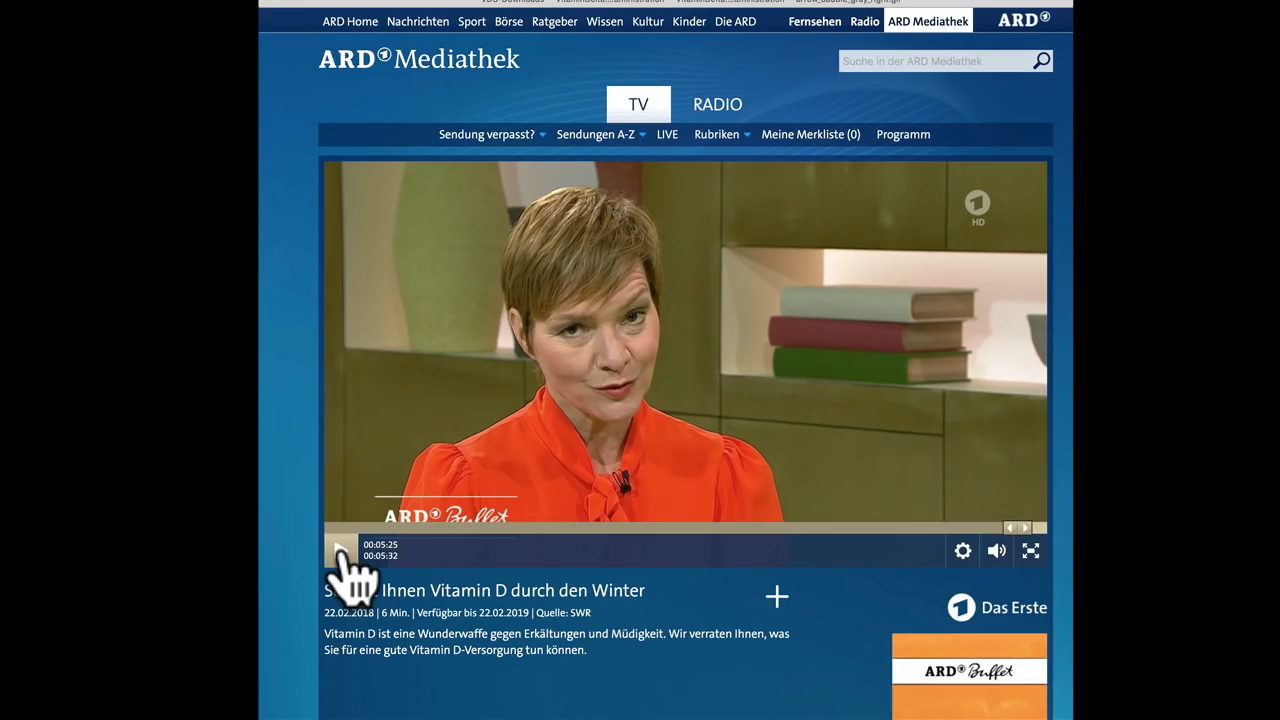 ARD Home Nachrichten Sport Börse Ratgeber Wissen Kultur Kinder Die ARD Fernsehen Radio ARD Mediathek ARD
ARD Mediathek
Suche in der ARD Mediathek
TV RADIO
Sendung verpasst? Sendungen A-Z LIVE Rubriken Meine Merkliste (0) Programm
1
HD
ARD Buffet
00:05:25
00:05:32
Ihnen Vitamin D durch den Winter
22.02.2018 | 6 Min. | Verfügbar bis 22.02.2019 | Quelle: SWR
Vitamin D ist eine Wunderwaffe gegen Erkältungen und Müdigkeit. Wir verraten Ihnen, was
Sie für eine gute Vitamin D-Versorgung tun können.
1 Das Erste
ARD Buffet